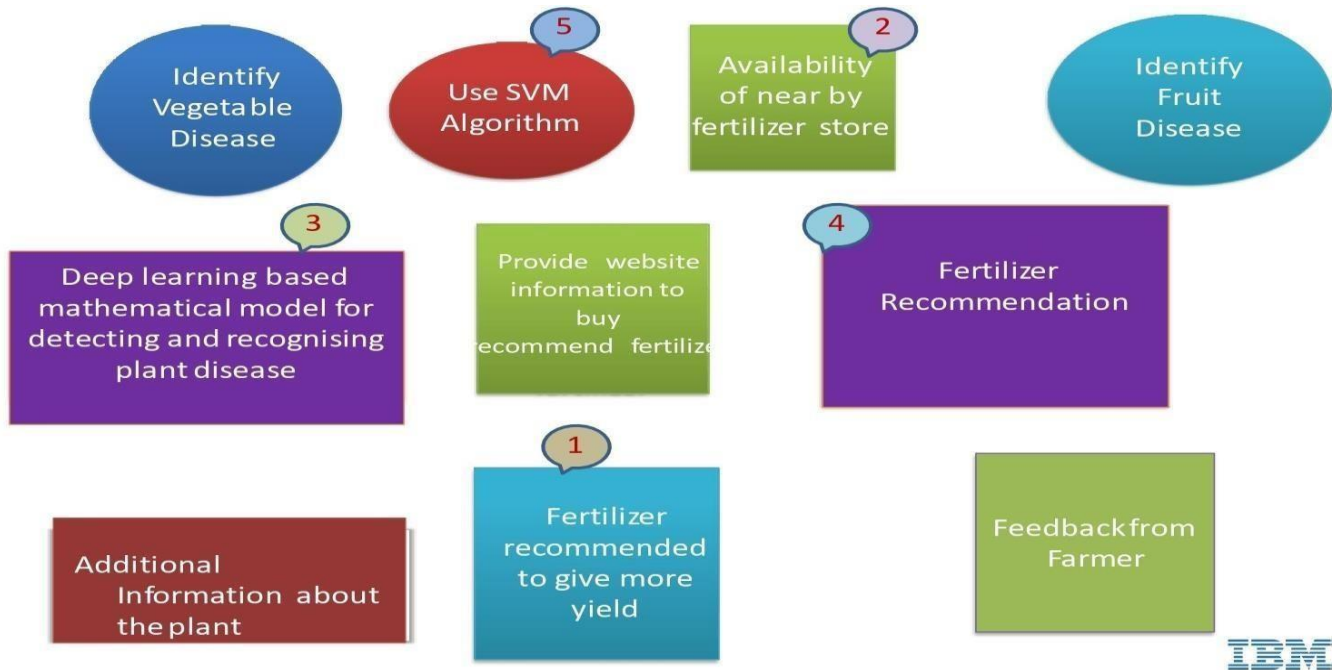 Identify
Vegetable
Disease
5
Use SVM
Algorithm
2
Availability
of near by
fertilizer store
Identify
Fruit
Disease
3
Deep learning based
mathematical model for
detecting and recognising
plant disease
Provide website
information to
buy
recommend fertilize
4
Fertilizer
Recommendation
Additional
Information about
the plant
1
Fertilizer
recommended
to give more
yield
Feedback from
Farmer
IBM